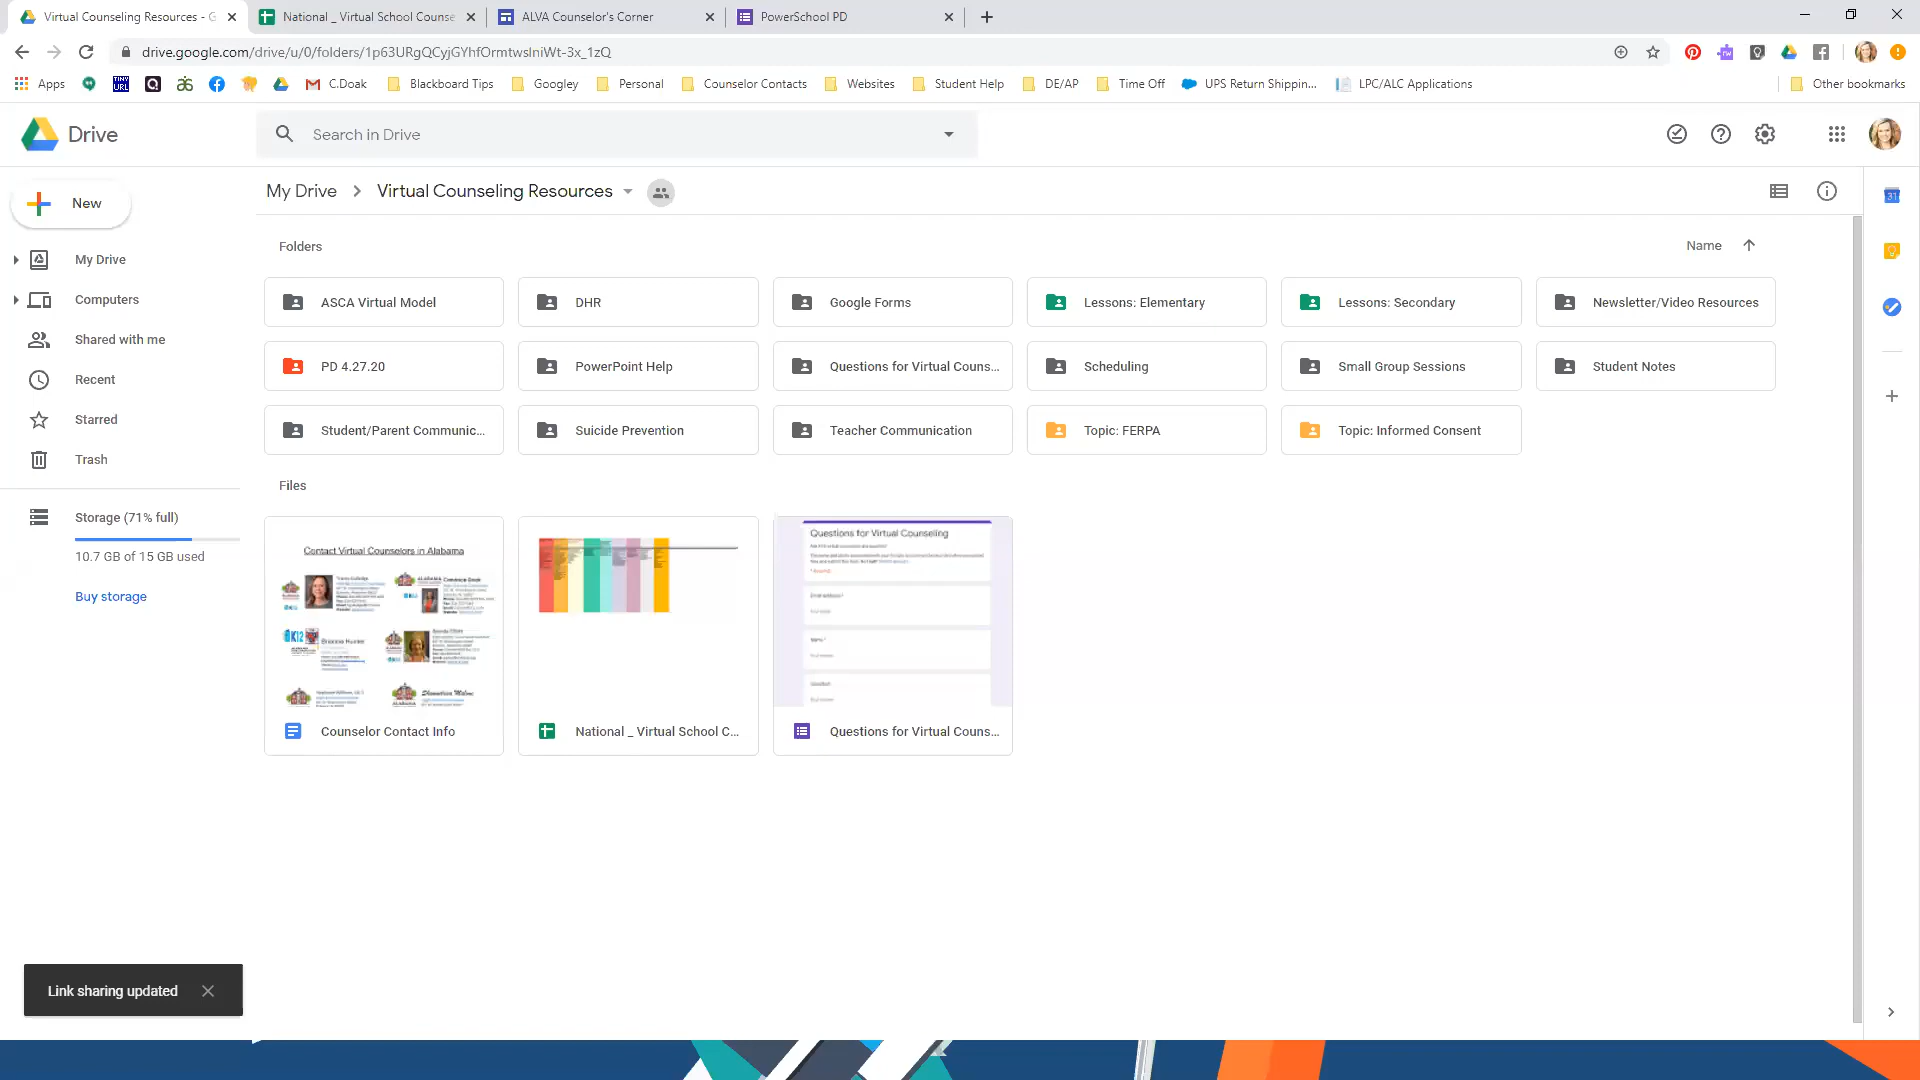 Virtual Counseling Resources - G
National _ Virtual School Counse
ALVA Counselor's Corner
PowerSchool PD
drive.google.com/drive/u/0/folders/1p63URgQCyjGYhfOrmtwsIniWt-3x_1zQ
Apps
TINY URL
C.Doak
Blackboard Tips
Googley
Personal
Counselor Contacts
Websites
Student Help
DE/AP
Time Off
UPS Return Shippin...
LPC/ALC Applications
Other bookmarks
Drive
Search in Drive
New
My Drive
Computers
Shared with me
Recent
Starred
Trash
Storage (71% full)
10.7 GB of 15 GB used
Buy storage
My Drive > Virtual Counseling Resources
Folders
Name
ASCA Virtual Model
DHR
Google Forms
Lessons: Elementary
Lessons: Secondary
Newsletter/Video Resources
PD 4.27.20
PowerPoint Help
Questions for Virtual Couns...
Scheduling
Small Group Sessions
Student Notes
Student/Parent Communic...
Suicide Prevention
Teacher Communication
Topic: FERPA
Topic: Informed Consent
Files
Contact Virtual Counselors in Alabama
Questions for Virtual Counseling
Counselor Contact Info
National _ Virtual School C...
Questions for Virtual Couns...
31
Link sharing updated